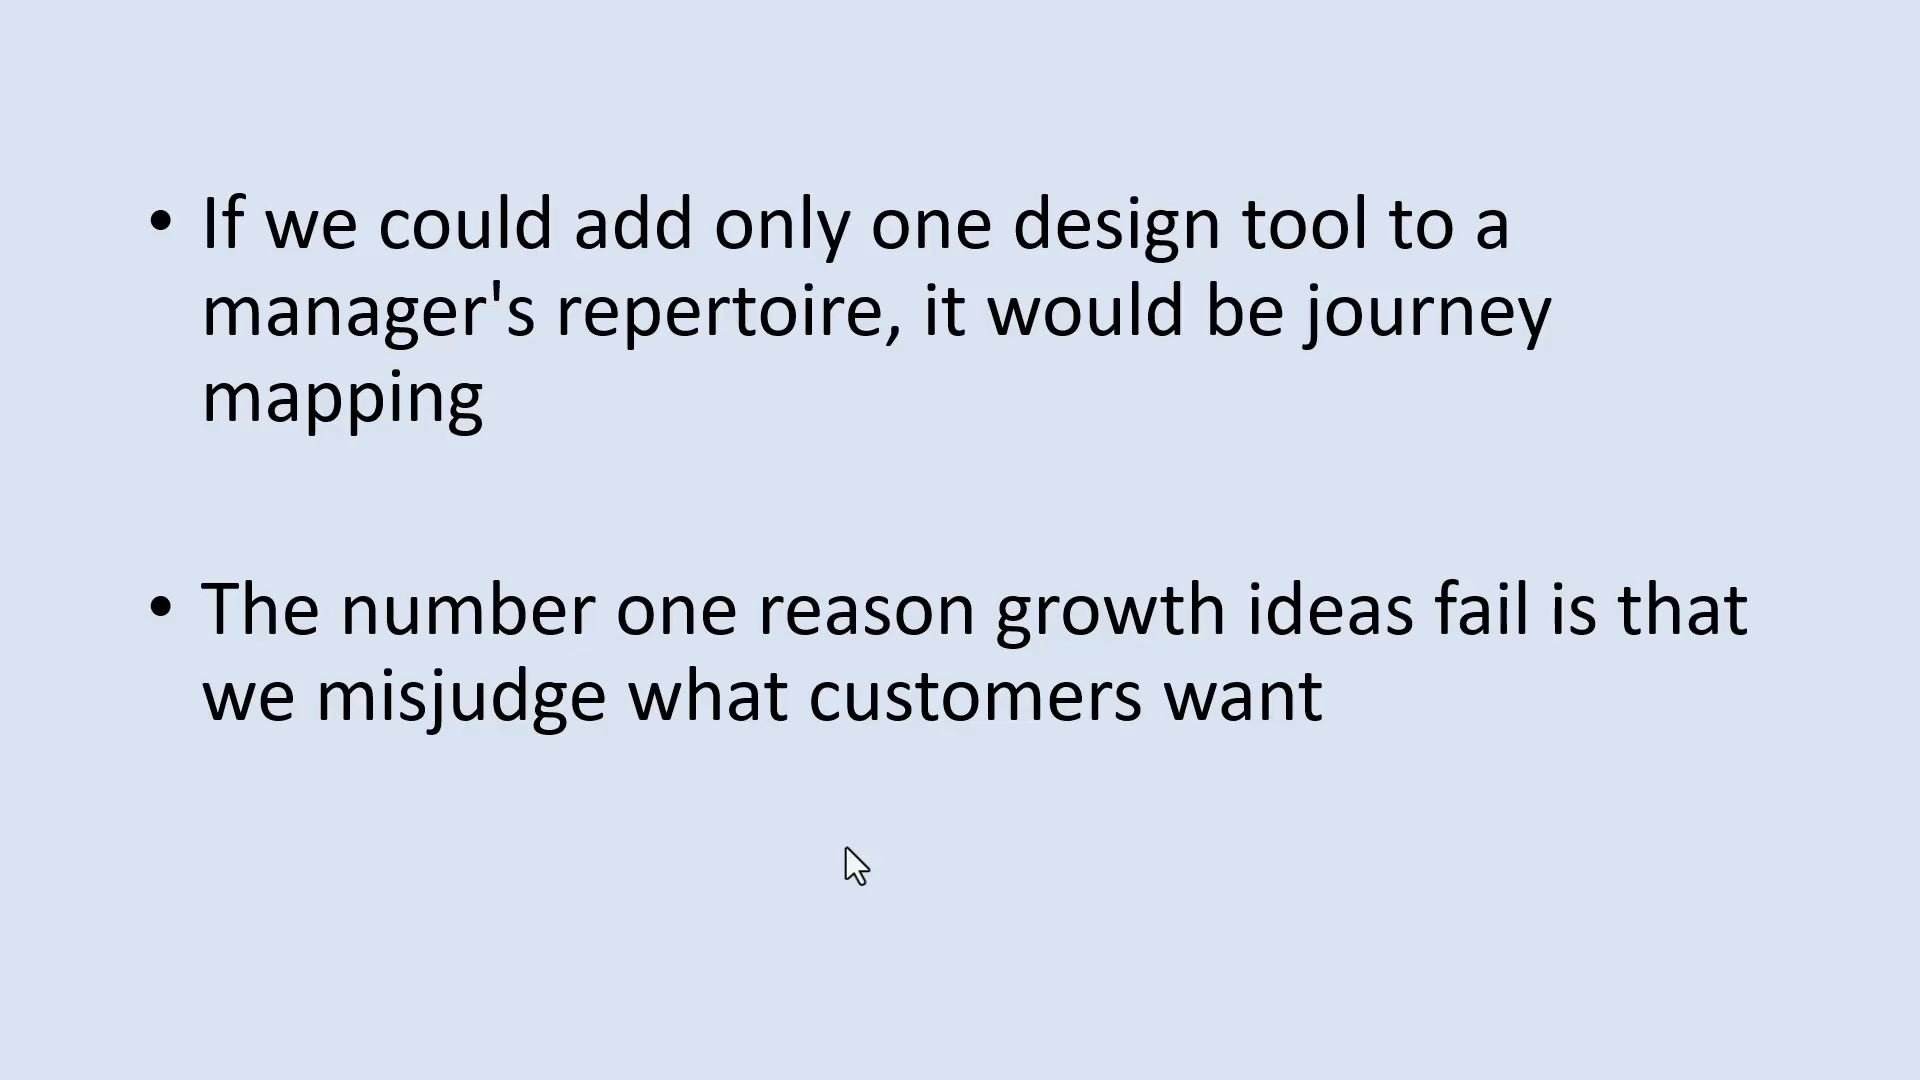 • If we could add only one design tool to a
manager's repertoire, it would be journey
mapping
• The number one reason growth ideas fail is that
we misjudge what customers want